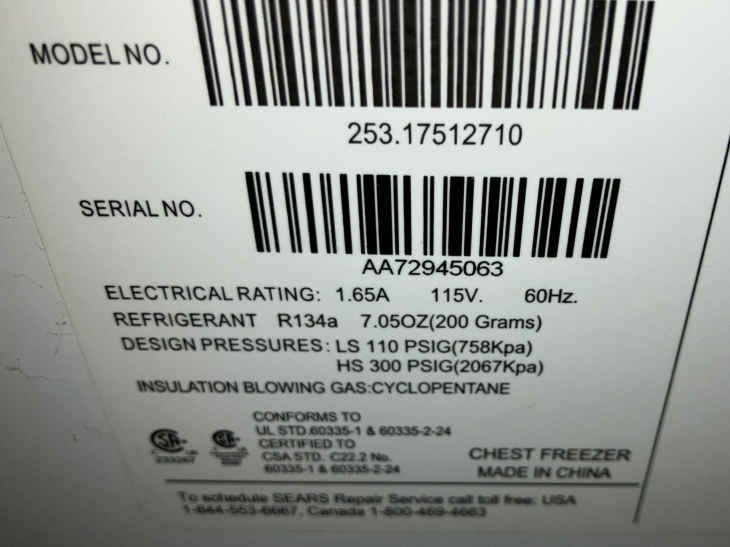 MODEL NO.
253.17512710
SERIAL NO.
AA72945063
ELECTRICAL RATING: 1.65A 115V. 60Hz.
REFRIGERANT R134a 7.05OZ(200 Grams)
DESIGN PRESSURES: LS 110 PSIG(758Kpa)
HS 300 PSIG(2067Kpa)
INSULATION BLOWING GAS:CYCLOPENTANE
CONFORMS TO
UL STD.60335-1 & 60335-2-24
CERTIFIED TO
CSA STD. C22.2 No.
60335-1 & 60335-2-24
CHEST FREEZER
MADE IN CHINA
To schedule SEARS Repair Service call toll free: USA
1-844-553-6667, Canada 1-800-469-4663